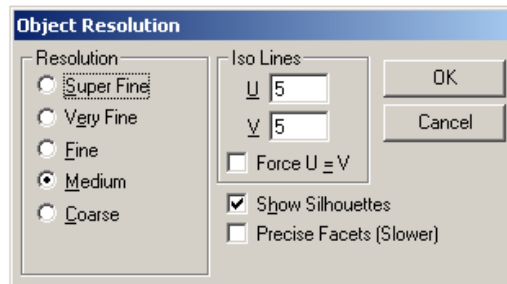 Object Resolution
Resolution
Super Fine
Very Fine
Fine
Medium
Coarse
Iso Lines
U 5
V 5
Force U = V
Show Silhouettes
Precise Facets (Slower)
OK
Cancel